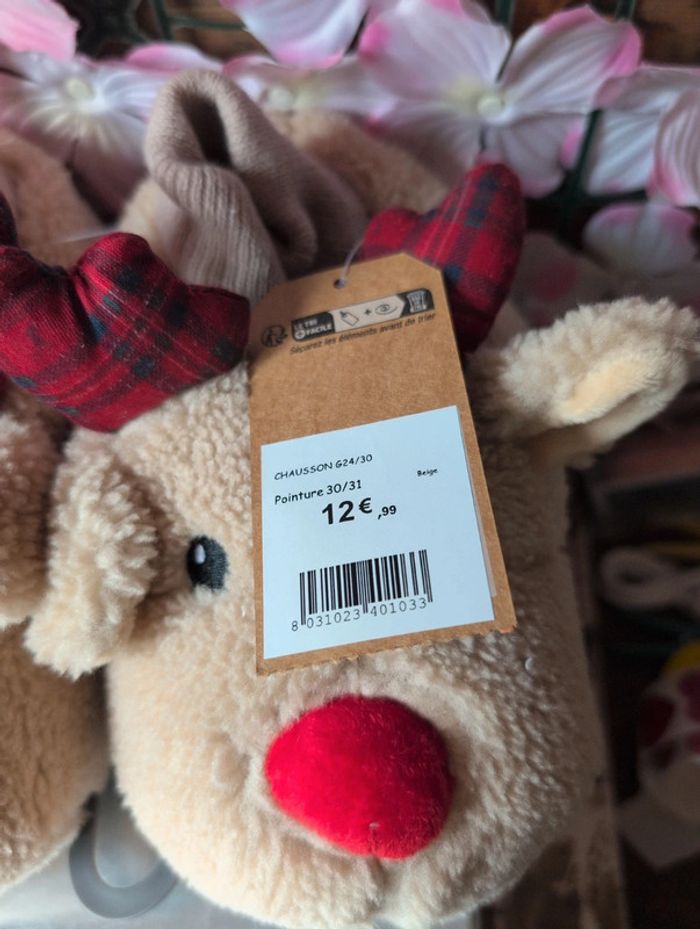 LE TRI
+ FACILE
+
Séparez les éléments avant de trier
CHAUSSON G24/30
Beige
Pointure 30/31
12€,99
8 031023 401033